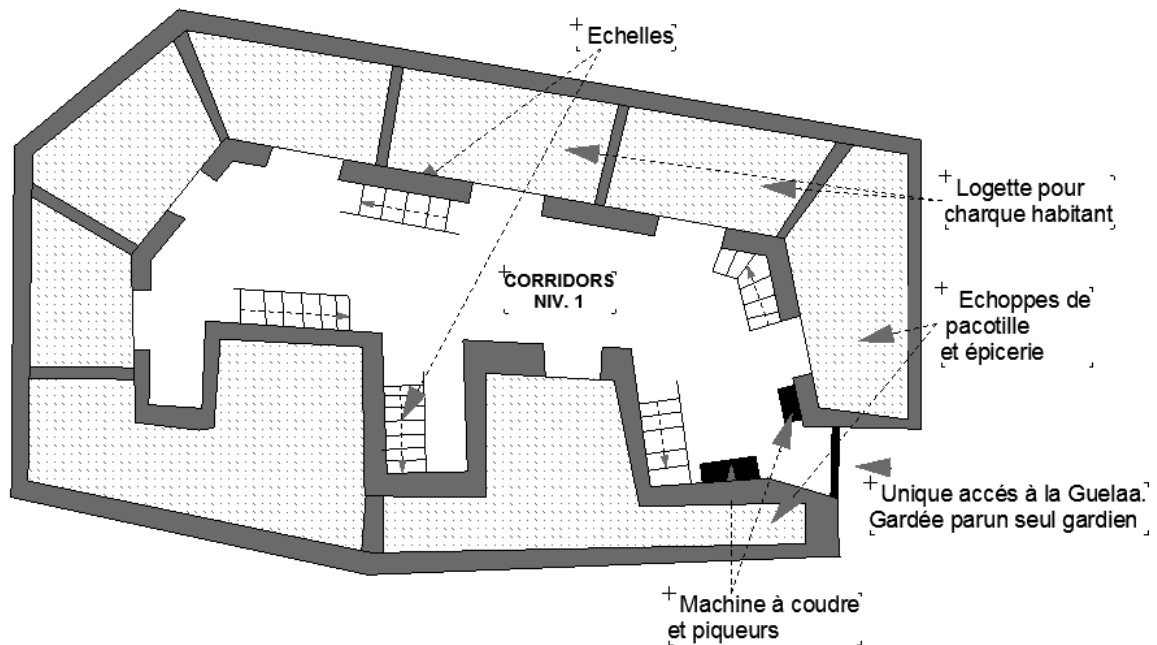 Echelles
Logette pour
charque habitant
CORRIDORS
NIV. 1
Echoppes de
pacotille
et épicerie
Unique accés à la Guelaa.
Gardée parun seul gardien
Machine à coudre
et piqueurs